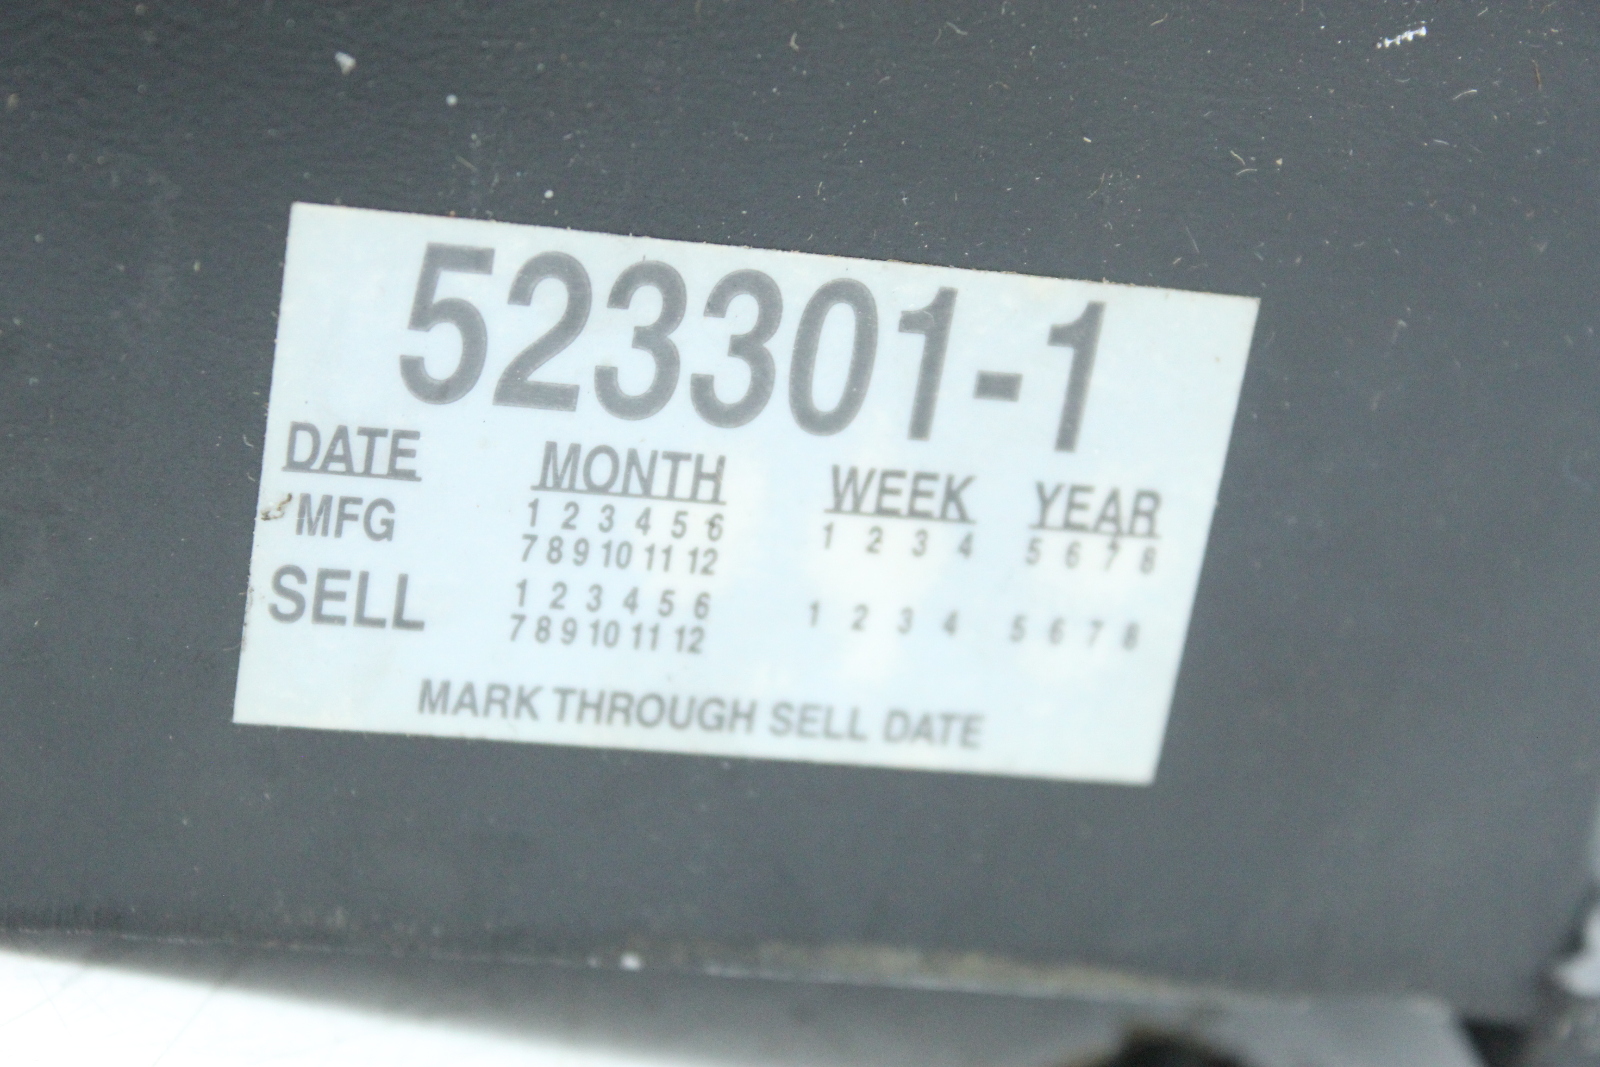 523301-1
DATE MONTH WEEK YEAR
MFG 1 2 3 4 5 6 1 2 3 4 5 6 7 8
7 8 9 10 11 12
SELL 1 2 3 4 5 6 1 2 3 4 5 6 7 8
7 8 9 10 11 12
MARK THROUGH SELL DATE